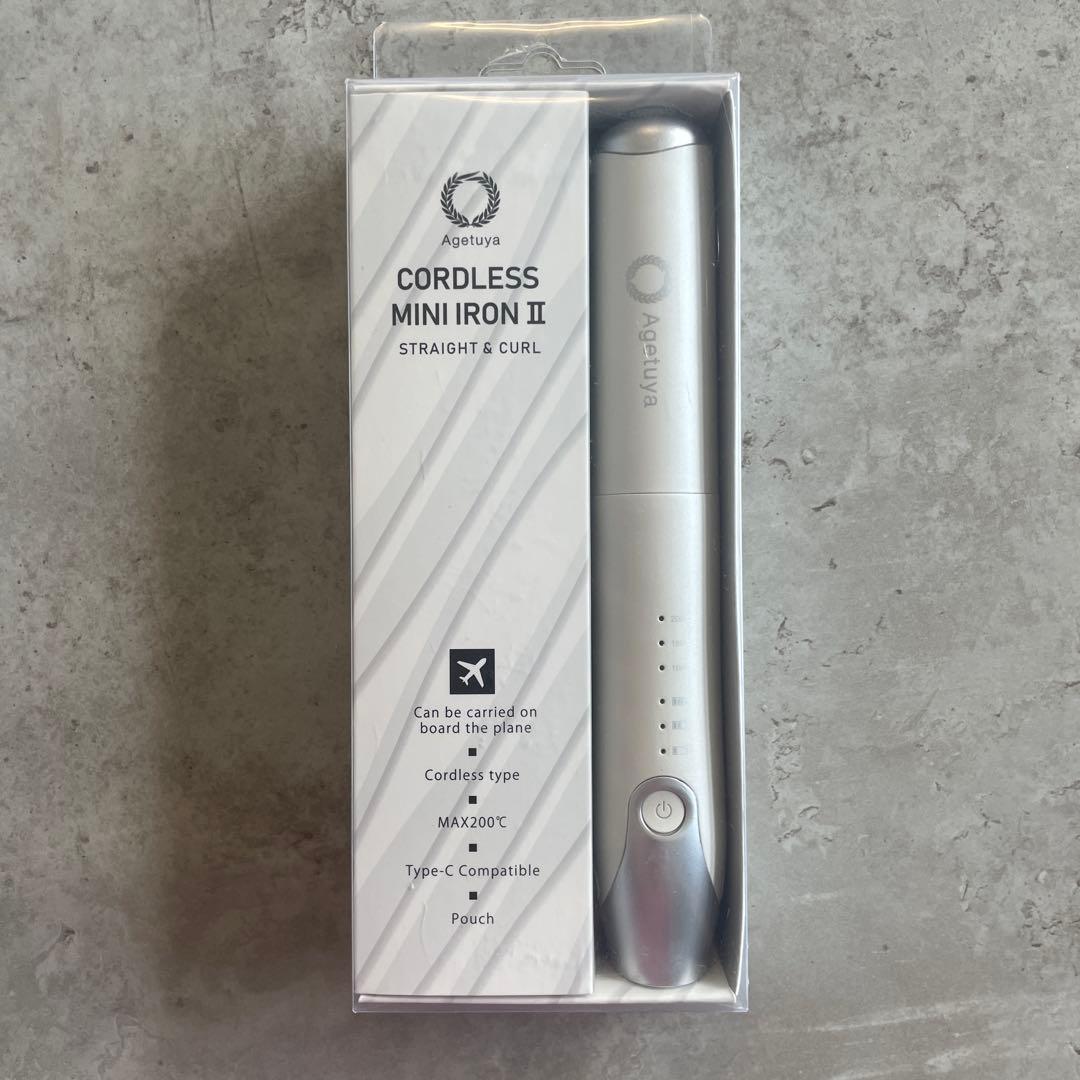 Agetuya
CORDLESS
MINI IRON Ⅱ
STRAIGHT & CURL
Can be carried on
board the plane
Cordless type
MAX200℃
Type-C Compatible
Pouch
Agetuya